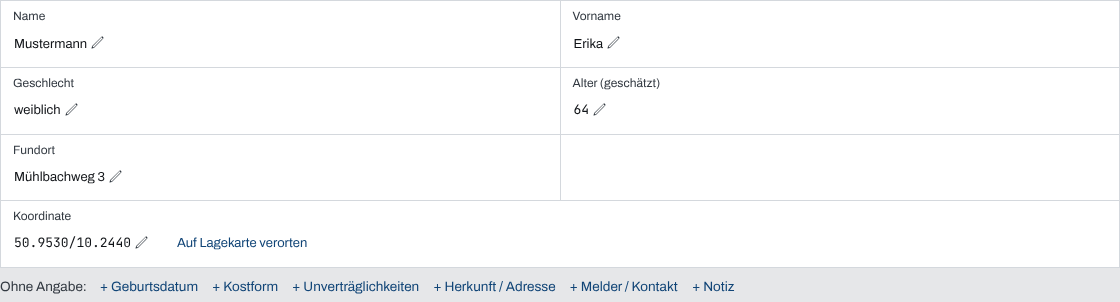 Name Vorname
Mustermann Erika
Geschlecht Alter (geschätzt)
weiblich 64
Fundort
Mühlbachweg 3
Koordinate
50.9530/10.2440 Auf Lagekarte verorten
Ohne Angabe: + Geburtsdatum + Kostform + Unverträglichkeiten + Herkunft / Adresse + Melder / Kontakt + Notiz